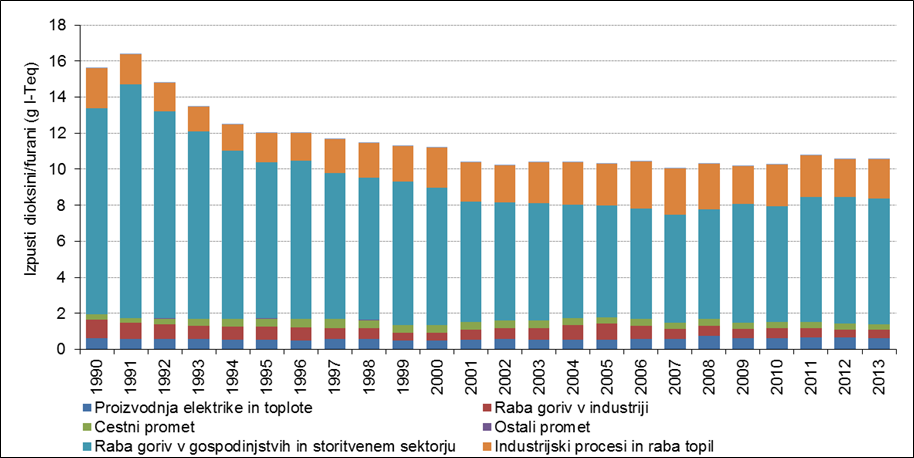 Izpusti dioksini/furani (g I-Teq)
18
16
14
12
10
8
6
4
2
0
1990 1991 1992 1993 1994 1995 1996 1997 1998 1999 2000 2001 2002 2003 2004 2005 2006 2007 2008 2009 2010 2011 2012 2013
Proizvodnja elektrike in toplote
Raba goriv v industriji
Cestni promet
Ostali promet
Raba goriv v gospodinjstvih in storitvenem sektorju
Industrijski procesi in raba topil